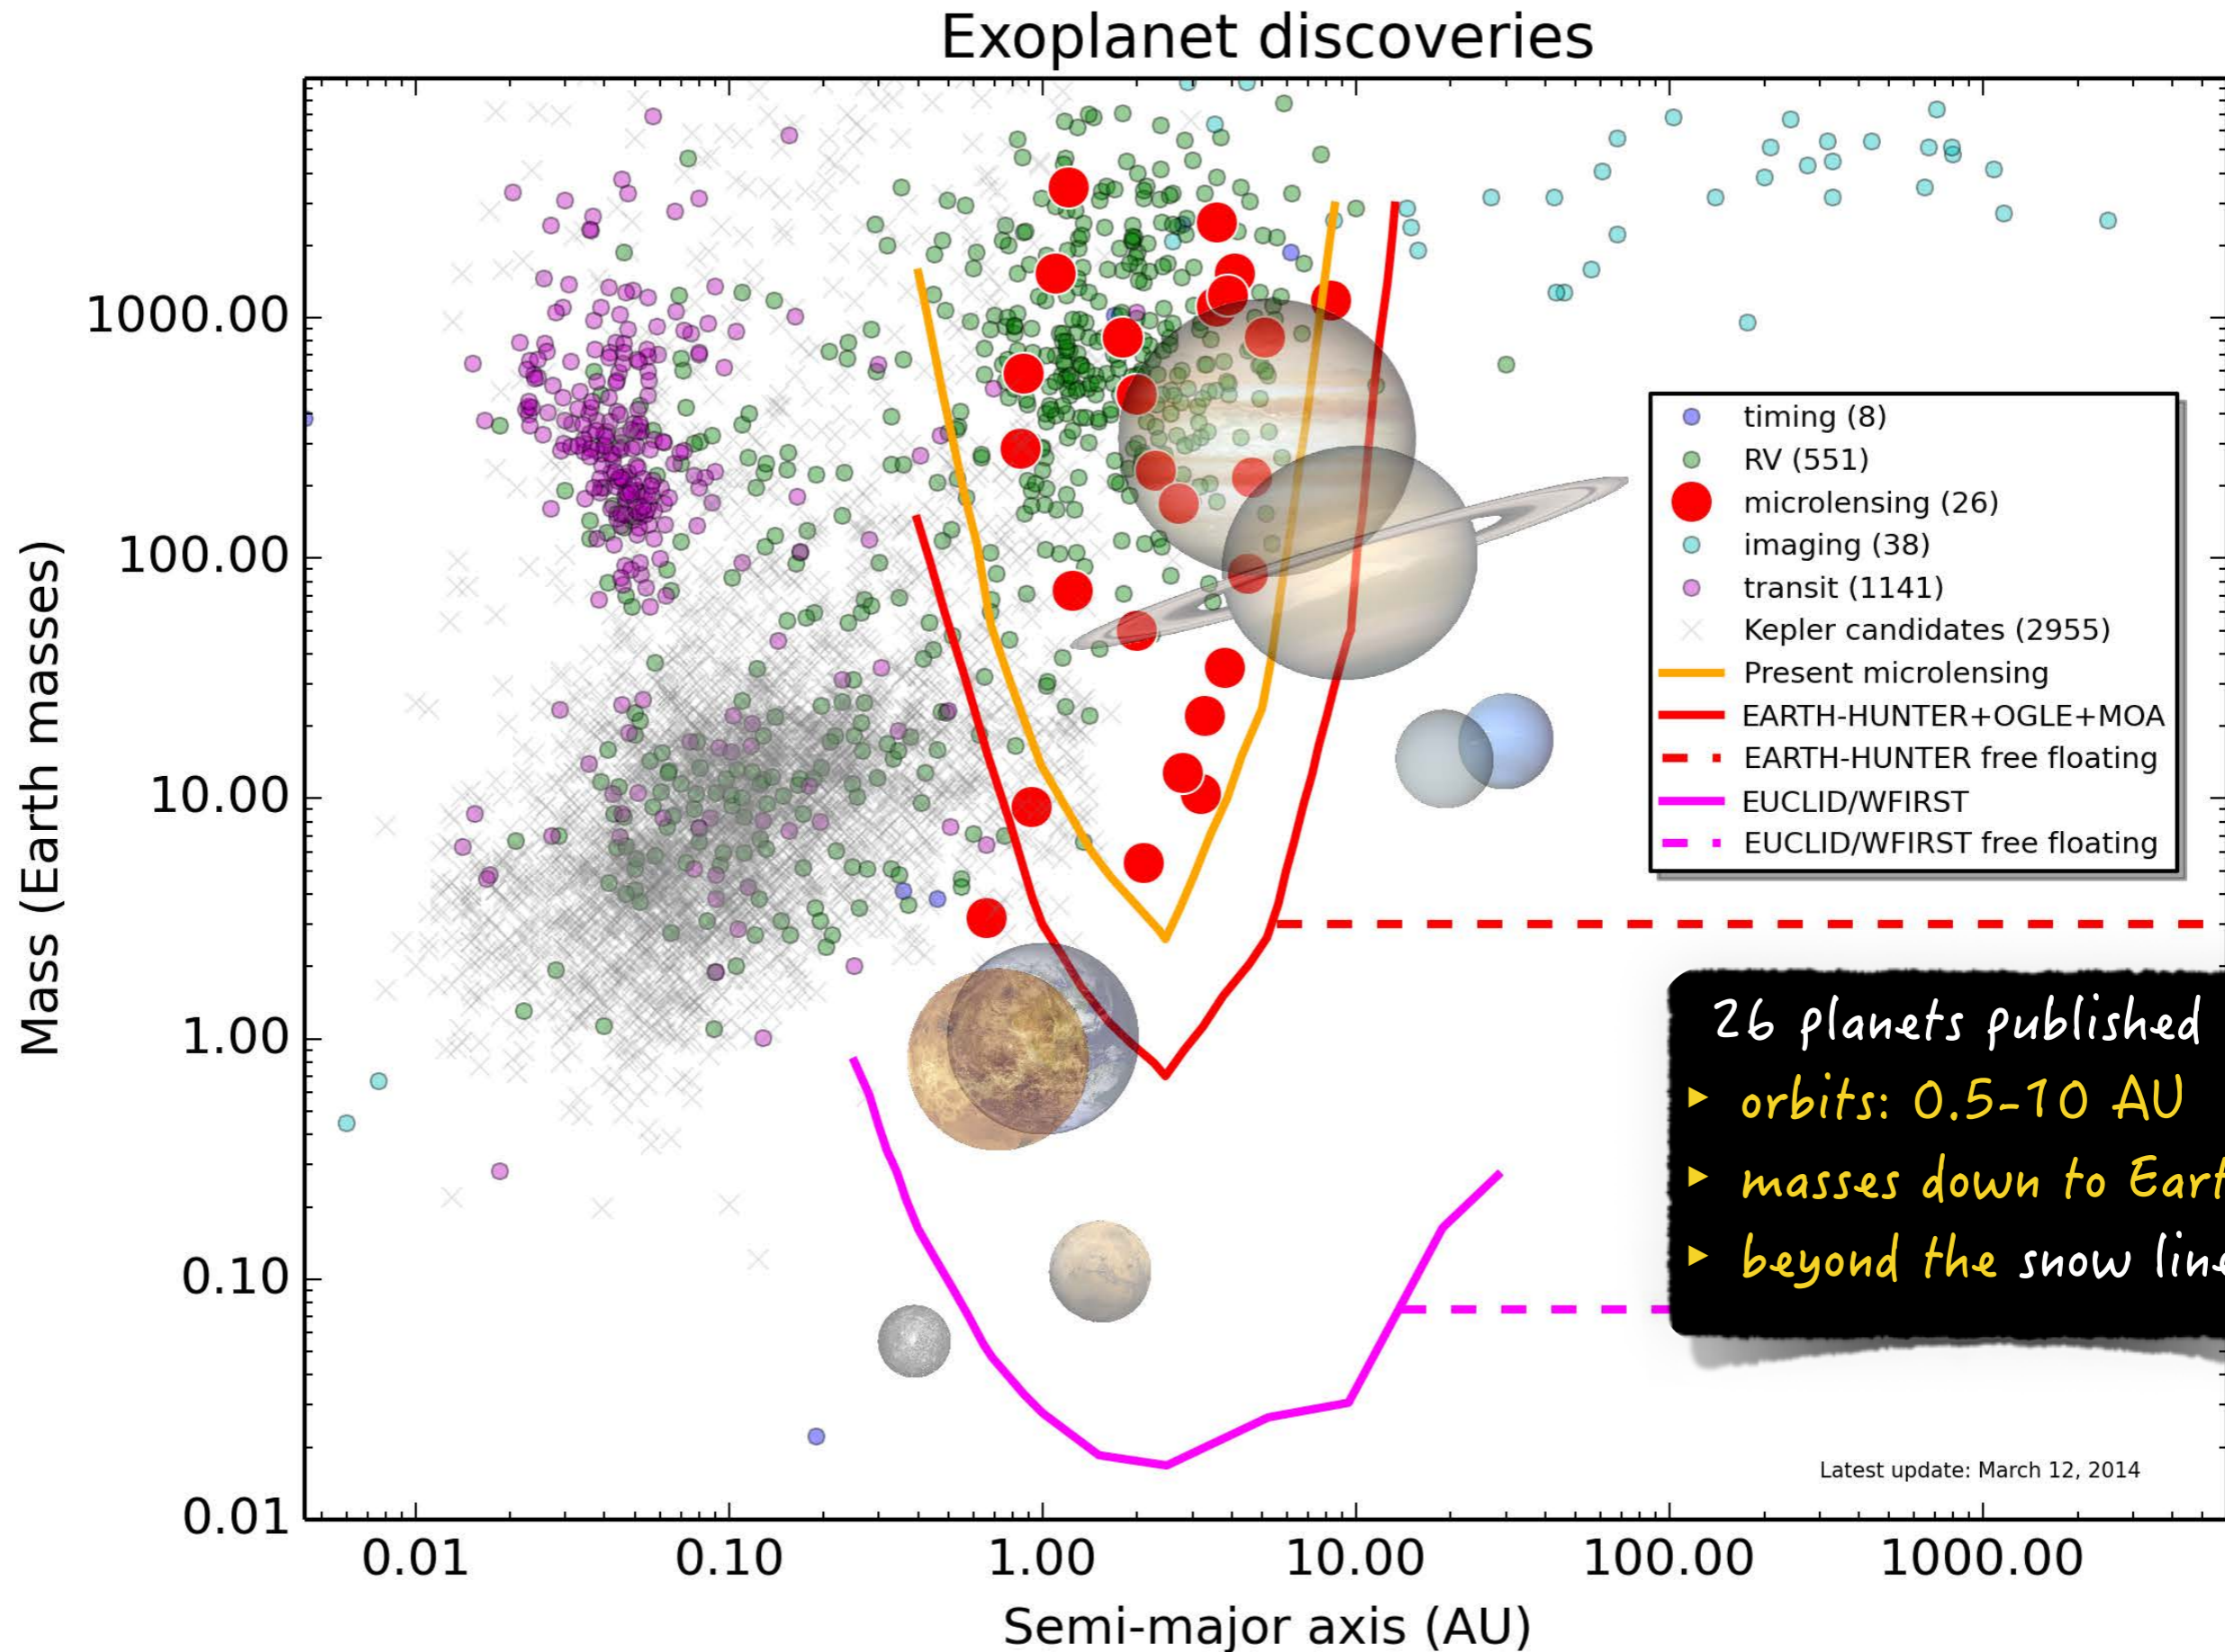 Exoplanet discoveries
Mass (Earth masses)
1000.00
100.00
10.00
1.00
0.10
0.01
timing (8)
RV (551)
microlensing (26)
imaging (38)
transit (1141)
Kepler candidates (2955)
Present microlensing
EARTH-HUNTER+OGLE+MOA
EARTH-HUNTER free floating
EUCLID/WFIRST
EUCLID/WFIRST free floating
26 planets published
▸ orbits: 0.5-10 AU
▸ masses down to
▸ beyond the snow line
Latest update: March 12, 2014
0.01 0.10 1.00 10.00 100.00 1000.00
Semi-major axis (AU)